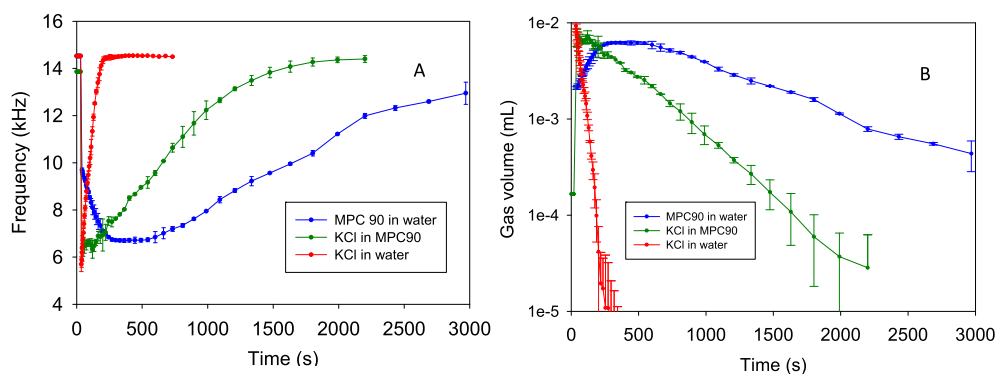 16
14
12
10
8
6
4
Frequency (kHz)
A
MPC 90 in water
KCl in MPC90
KCl in water
0 500 1000 1500 2000 2500 3000
Time (s)
1e-2
1e-3
1e-4
1e-5
Gas volume (mL)
B
MPC90 in water
KCl in MPC90
KCl in water
0 500 1000 1500 2000 2500 3000
Time (s)